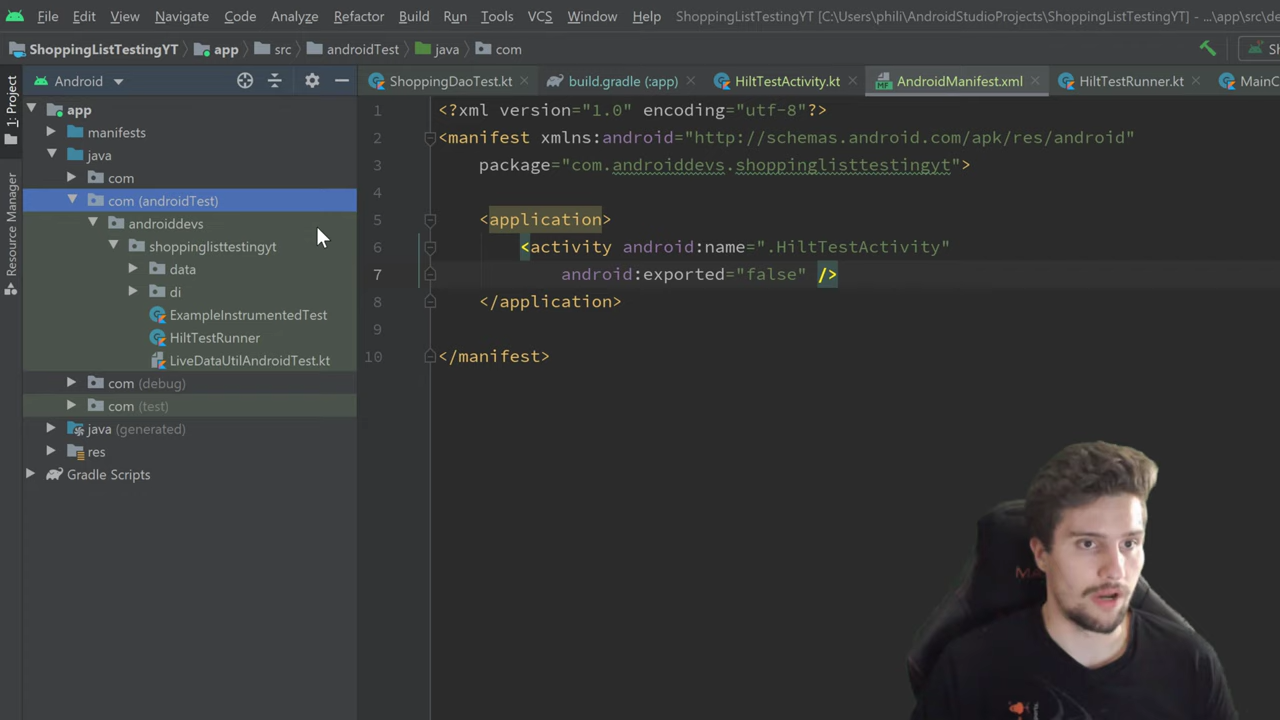 File Edit View Navigate Code Analyze Refactor Build Run Tools VCS Window Help ShoppingListTestingYT [C:\Users\phili\AndroidStudioProjects\ShoppingListTestingYT] - ...\app\src\de
ShoppingListTestingYT app src androidTest java com
1: Project
Resource Manager
Android
app
manifests
java
com
com (androidTest)
androiddevs
shoppinglisttestingyt
data
di
ExampleInstrumentedTest
HiltTestRunner
LiveDataUtilAndroidTest.kt
com (debug)
com (test)
java (generated)
res
Gradle Scripts
ShoppingDaoTest.kt build.gradle (:app) HiltTestActivity.kt AndroidManifest.xml HiltTestRunner.kt MainC
1 <?xml version="1.0" encoding="utf-8"?>
2 <manifest xmlns:android="http://schemas.android.com/apk/res/android"
3 package="com.androiddevs.shoppinglisttestingyt">
4
5 <application>
6 <activity android:name=".HiltTestActivity"
7 android:exported="false" />
8 </application>
9
10 </manifest>